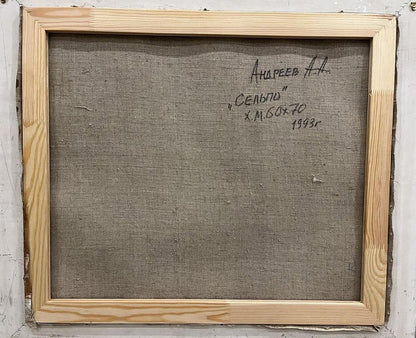 Андреев А.А.
"Сельпо"
х.м.60х70
1993г